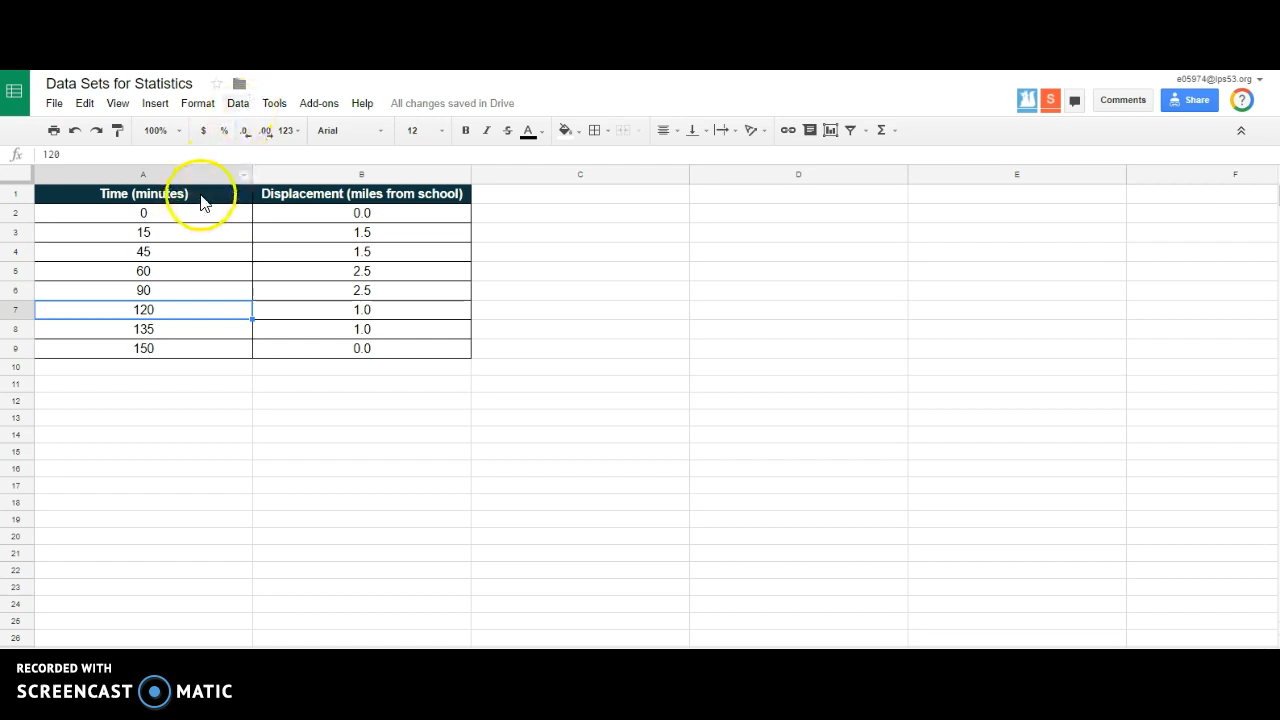 Data Sets for Statistics
e05974@lps53.org
File Edit View Insert Format Data Tools Add-ons Help All changes saved in Drive
S Comments Share ?
100% $ % .0 .00 123 Arial 12 B I S A Σ
fx 120
A B C D E F
1 Time (minutes) Displacement (miles from school)
2 0 0.0
3 15 1.5
4 45 1.5
5 60 2.5
6 90 2.5
7 120 1.0
8 135 1.0
9 150 0.0
10
11
12
13
14
15
16
17
18
19
20
21
22
23
24
25
26
RECORDED WITH
SCREENCAST MATIC